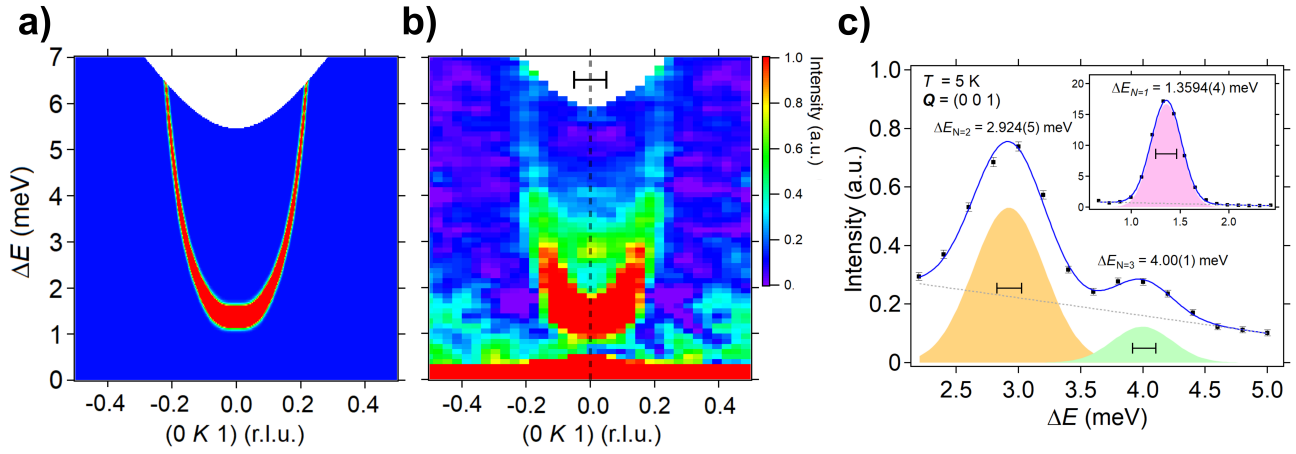 a)
7
6
5
4
3
2
1
0
ΔE (meV)
-0.4 -0.2 0.0 0.2 0.4
(0 K 1) (r.l.u.)
b)
-0.4 -0.2 0.0 0.2 0.4
(0 K 1) (r.l.u.)
1.0
0.8
0.6
0.4
0.2
0.
Intensity (a.u.)
c)
1.0
0.8
0.6
0.4
0.2
0
Intensity (a.u.)
T = 5 K
Q = (0 0 1)
ΔE_{N=2} = 2.924(5) meV
ΔE_{N=3} = 4.00(1) meV
2.5 3.0 3.5 4.0 4.5 5.0
ΔE (meV)
20
15
10
5
0
ΔE_{N=1} = 1.3594(4) meV
1.0 1.5 2.0